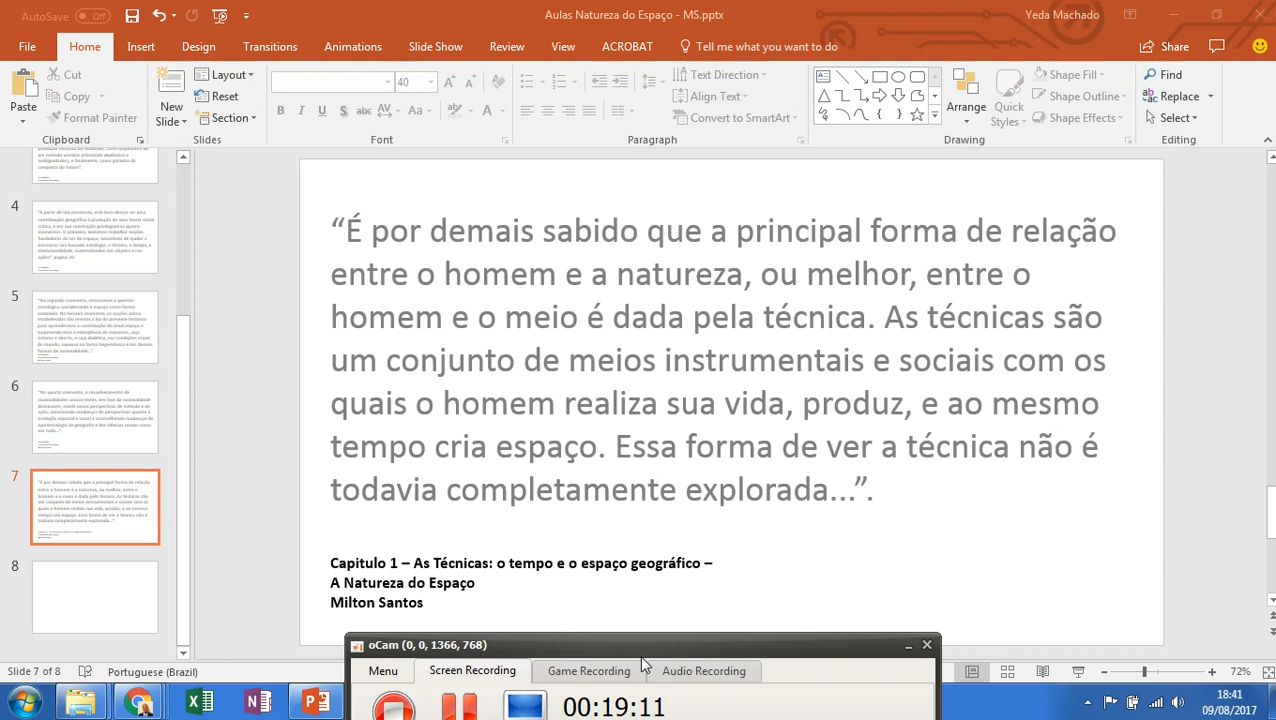 AutoSave Off
Aulas Natureza do Espaço - MS.pptx
Yeda Machado
File Home Insert Design Transitions Animations Slide Show Review View ACROBAT Tell me what you want to do Share
Paste
Cut
Copy
Format Painter
Clipboard
New Slide
Layout
Reset
Section
Slides
40
Font
Text Direction
Align Text
Convert to SmartArt
Paragraph
Arrange
Quick Styles
Shape Fill
Shape Outline
Shape Effects
Drawing
Find
Replace
Select
Editing
4
5
6
7
8
“É por demais sabido que a principal forma de relação
entre o homem e a natureza, ou melhor, entre o
homem e o meio é dada pela técnica. As técnicas são
um conjunto de meios instrumentais e sociais com os
quais o homem realiza sua vida, produz, e ao mesmo
tempo cria espaço. Essa forma de ver a técnica não é
todavia completamente explorada...”.
Capitulo 1 – As Técnicas: o tempo e o espaço geográfico –
A Natureza do Espaço
Milton Santos
oCam (0, 0, 1366, 768)
Menu Screen Recording Game Recording Audio Recording
00:19:11
Slide 7 of 8 Portuguese (Brazil)
72%
18:41
09/08/2017